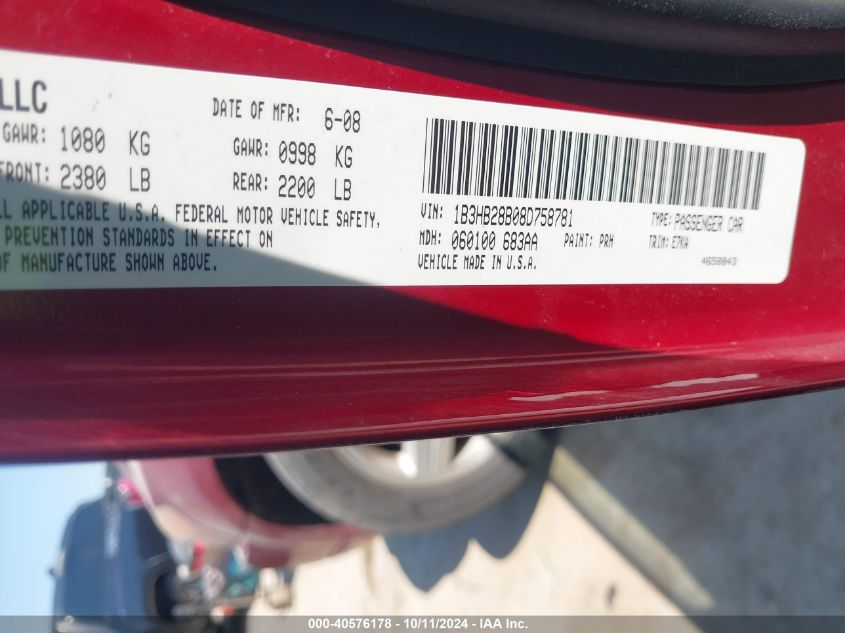 LLC
DATE OF MFR: 6-08
GAWR: 1080 KG GAWR: 0998 KG
FRONT: 2380 LB REAR: 2200 LB
APPLICABLE U.S.A. FEDERAL MOTOR VEHICLE SAFETY,
PREVENTION STANDARDS IN EFFECT ON
OF MANUFACTURE SHOWN ABOVE.
VIN: 1B3HB28B08D758781 TYPE: PASSENGER CAR
MDH: 060100 683AA PAINT: PRH TRIM: E7KA
VEHICLE MADE IN U.S.A. 4658843
000-40576178 - 10/11/2024 - IAA Inc.